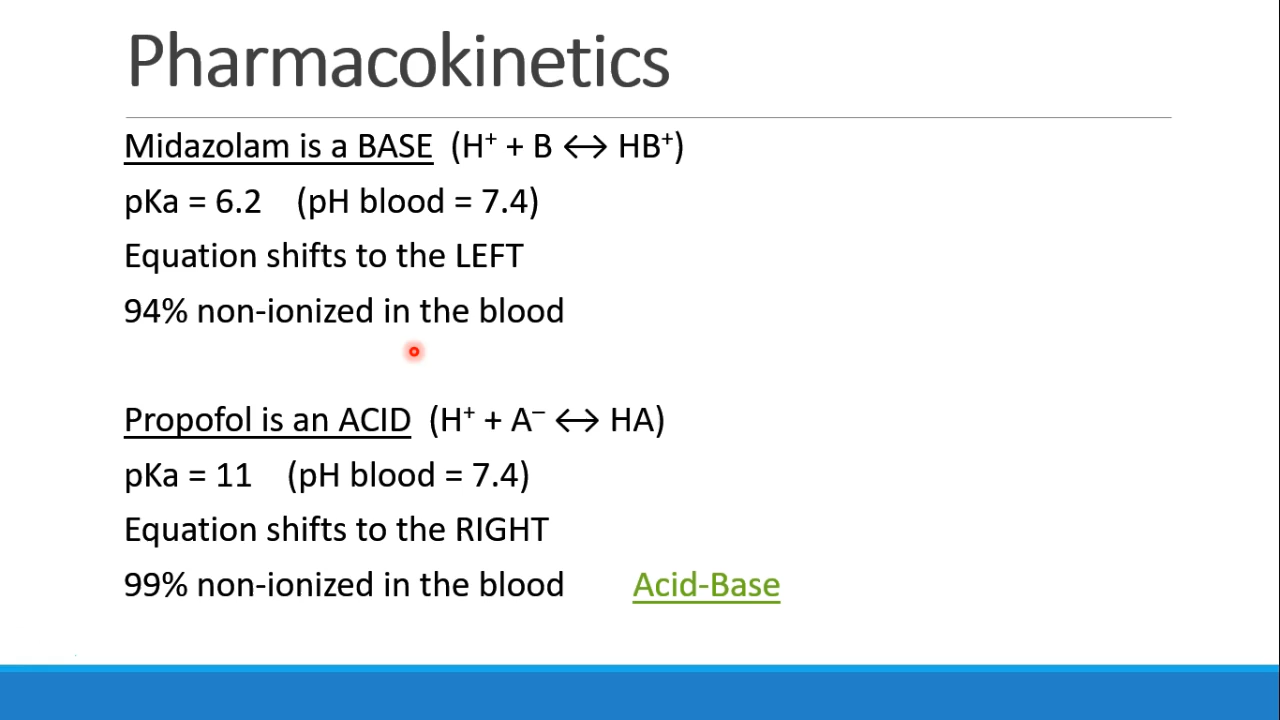 Pharmacokinetics
Midazolam is a BASE (H⁺ + B ↔ HB⁺)
pKa = 6.2 (pH blood = 7.4)
Equation shifts to the LEFT
94% non-ionized in the blood
Propofol is an ACID (H⁺ + A⁻ ↔ HA)
pKa = 11 (pH blood = 7.4)
Equation shifts to the RIGHT
99% non-ionized in the blood Acid-Base